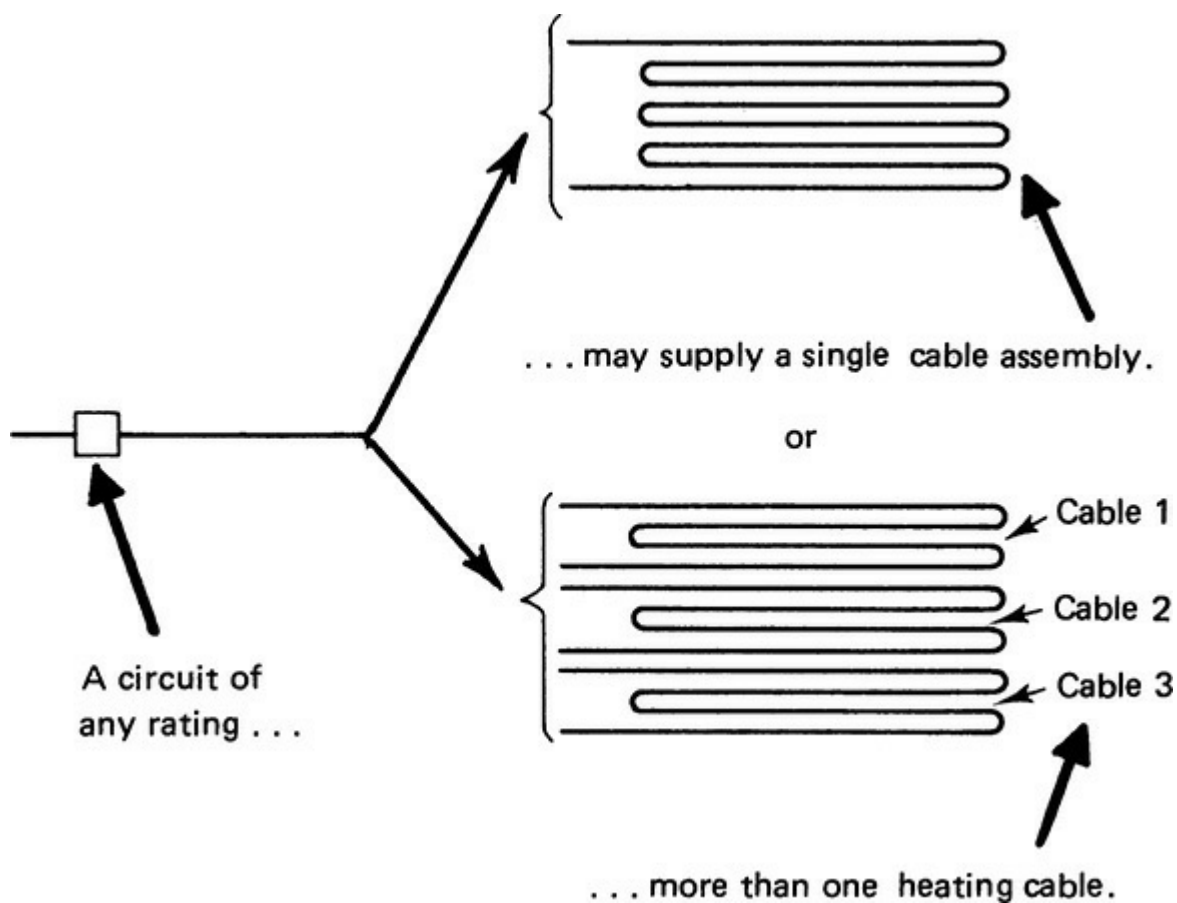 . . . may supply a single cable assembly.
or
Cable 1
Cable 2
Cable 3
A circuit of
any rating . . .
. . . more than one heating cable.